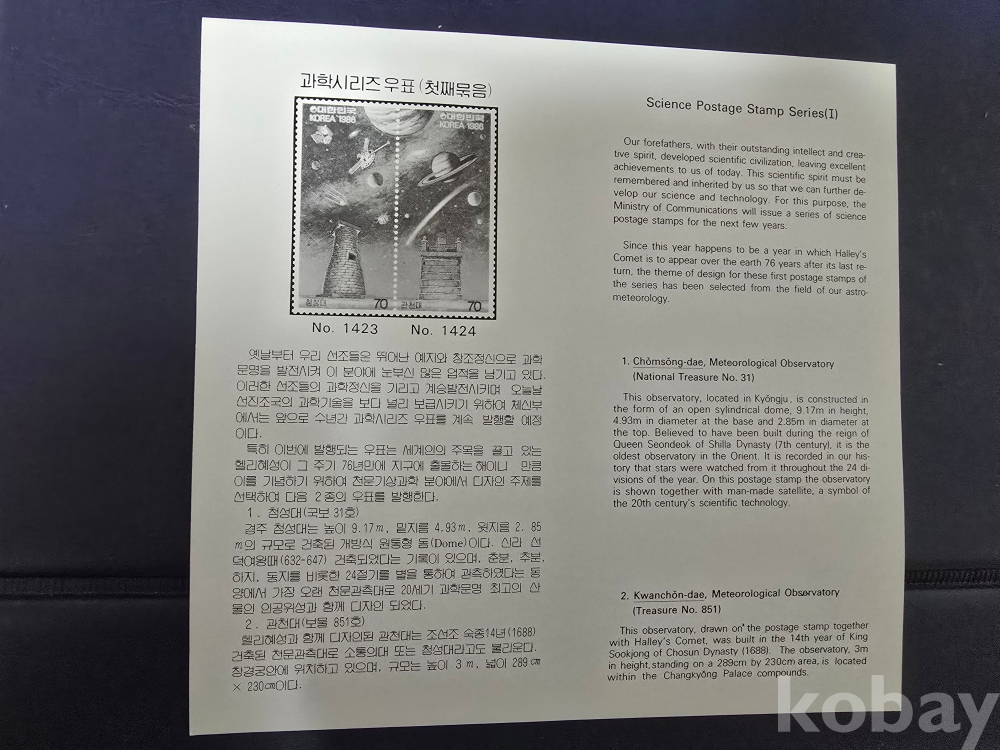 과학시리즈 우표 (첫째묶음)
대한민국
KOREA 1986
대한민국
KOREA 1986
첨성대
70
관천대
70
No. 1423
No. 1424
옛날부터 우리 선조들은 뛰어난 예지와 창조정신으로 과학
문명을 발전시켜 이 분야에 눈부신 많은 업적을 남기고 있다.
이러한 선조들의 과학정신을 기리고 계승발전시키며 오늘날
선진조국의 과학기술을 보다 널리 보급시키기 위하여 체신부
에서는 앞으로 수년간 과학시리즈 우표를 계속 발행할 예정
이다.
특히 이번에 발행되는 우표는 세계인의 주목을 끌고 있는
헬리혜성이 그 주기 76년만에 지구에 출몰하는 해이니 만큼
이를 기념하기 위하여 천문기상과학 분야에서 디자인 주제를
선택하여 다음 2종의 우표를 발행한다.
1. 첨성대(국보 31호)
경주 첨성대는 높이 9.17m, 밑지름 4.93m, 윗지름 2. 85
m의 규모로 건축된 개방식 원통형 돔(Dome)이다. 신라 선
덕여왕때(632-647) 건축되었다는 기록이 있으며, 춘분, 추분,
하지, 동지를 비롯한 24절기를 별을 통하여 관측하였다는 동
양에서 가장 오랜 천문관측대로 20세기 과학문명 최고의 산
물인 인공위성과 함께 디자인 되었다.
2. 관천대(보물 851호)
헬리혜성과 함께 디자인된 관천대는 조선조 숙종14년(1688)
건축된 천문관측대로 소통의대 또는 첨성대라고도 불리운다.
창경궁안에 위치하고 있으며, 규모는 높이 3m, 넓이 289㎝
× 230㎝이다.
Science Postage Stamp Series(I)
Our forefathers, with their outstanding intellect and crea-
tive spirit, developed scientific civilization, leaving excellent
achievements to us of today. This scientific spirit must be
remembered and inherited by us so that we can further de-
velop our science and technology. For this purpose, the
Ministry of Communications will issue a series of science
postage stamps for the next few years.
Since this year happens to be a year in which Halley's
Comet is to appear over the earth 76 years after its last re-
turn, the theme of design for these first postage stamps of
the series has been selected from the field of our astro-
meteorology.
1. Chŏmsŏng-dae, Meteorological Observatory
(National Treasure No. 31)
This observatory, located in Kyŏngju, is constructed in
the form of an open sylindrical dome, 9.17m in height,
4.93m in diameter at the base and 2.85m in diameter at
the top. Believed to have been built during the reign of
Queen Seondeok of Shilla Dynasty (7th century), it is the
oldest observatory in the Orient. It is recorded in our his-
tory that stars were watched from it throughout the 24 di-
visions of the year. On this postage stamp the observatory
is shown together with man-made satellite, a symbol of
the 20th century's scientific technology.
2. Kwanchŏn-dae, Meteorological Observatory
(Treasure No. 851)
This observatory, drawn on the postage stamp together
with Halley's Comet, was built in the 14th year of King
Sookjong of Chosun Dynasty (1688). The observatory, 3m
in height, standing on a 289cm by 230cm area, is located
within the Changkyŏng Palace compounds.
kobay